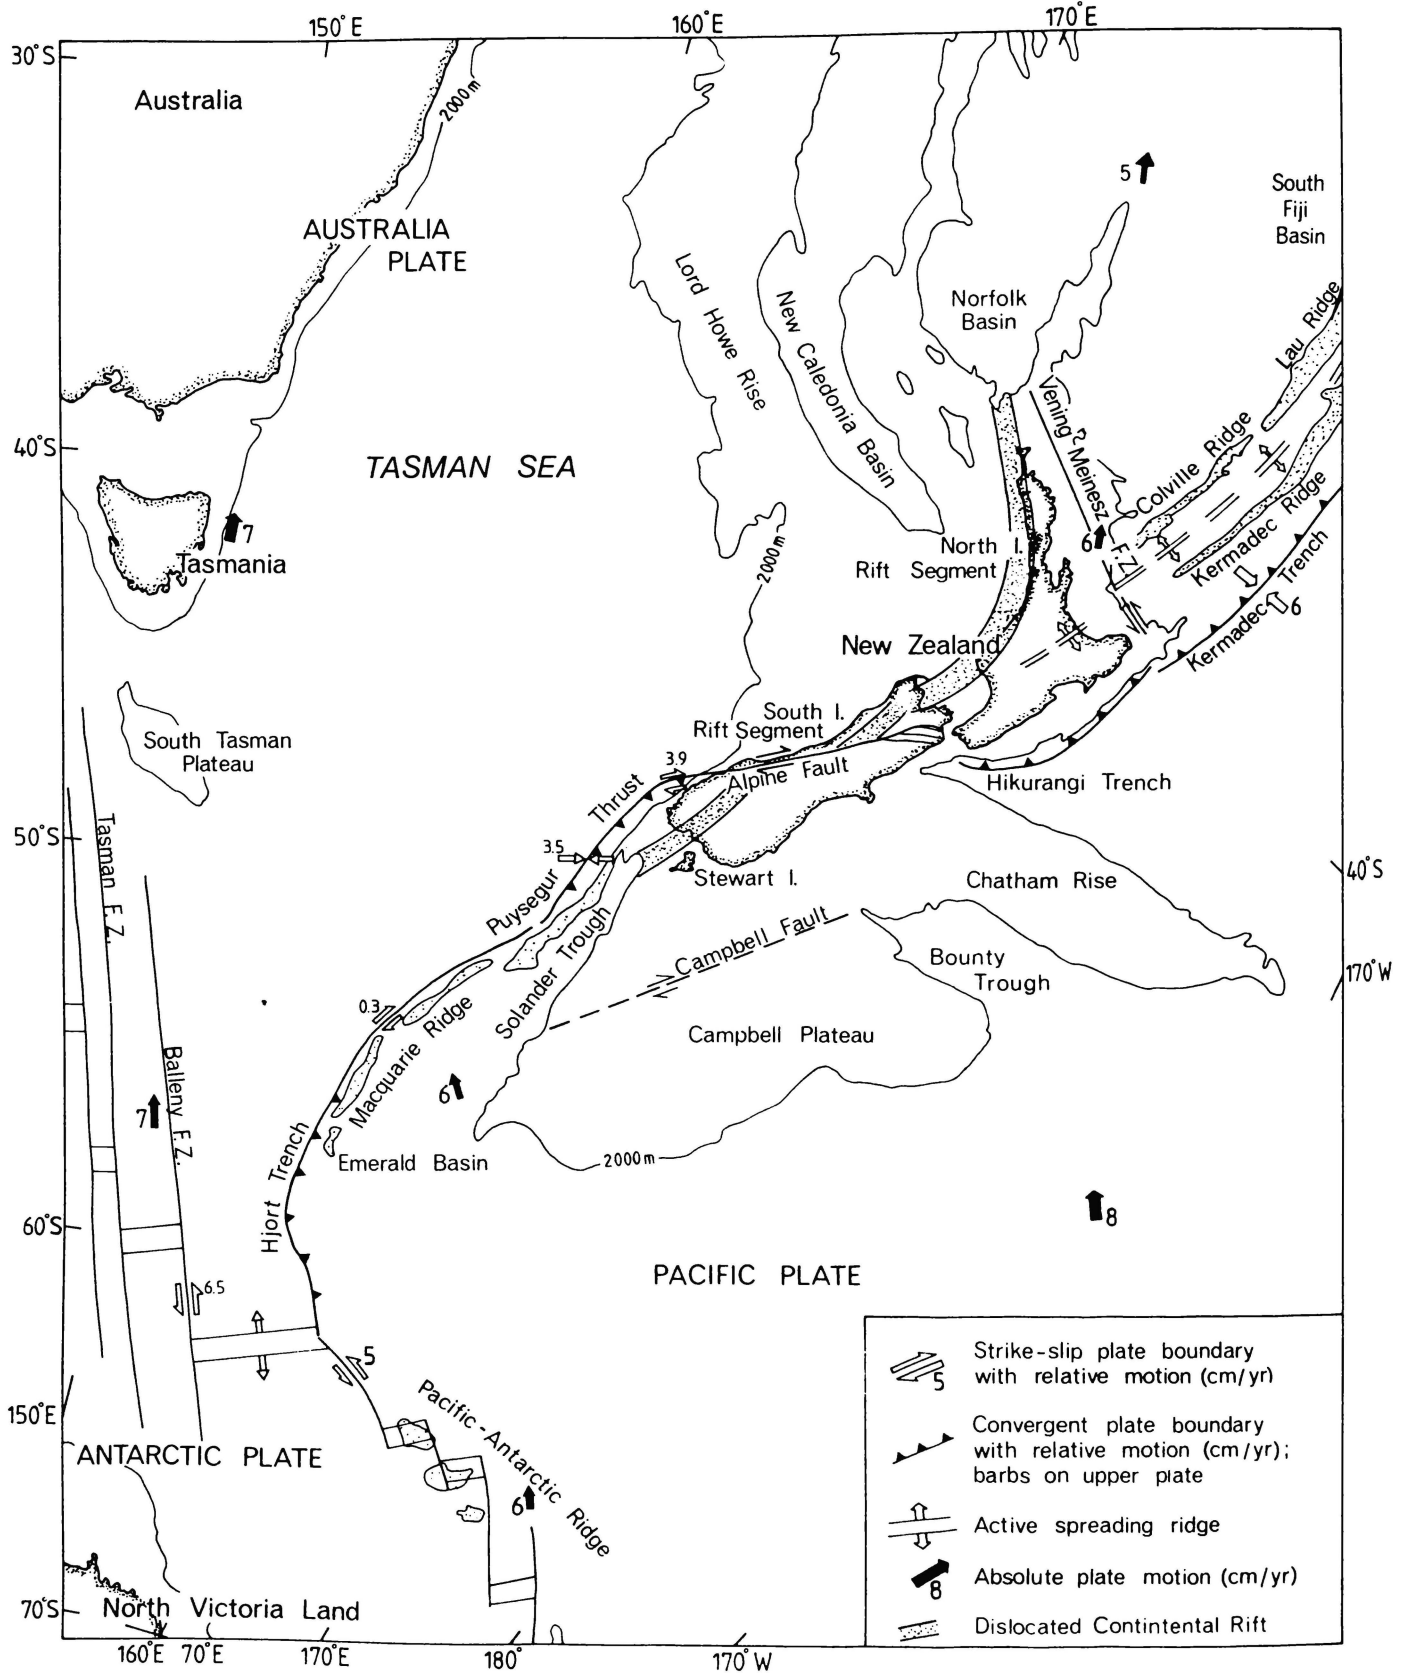 150°E
160°E
170°E
30°S
Australia
2000m
5
South
Fiji
Basin
AUSTRALIA
PLATE
Lord Howe Rise
New Caledonia Basin
Norfolk
Basin
Lau Ridge
Vening Meinesz F.Z.
?
Colville Ridge
40°S
TASMAN SEA
Kermadec Ridge
7
Tasmania
North I.
Rift Segment
6
2000m
Kermadec Trench
6
New Zealand
South Tasman
Plateau
South I.
Rift Segment
3.9
Alpine Fault
Hikurangi Trench
Puysegur Thrust
50°S
Tasman F.Z.
3.5
Stewart I.
Chatham Rise
40°S
Solander Trough
Campbell Fault
Bounty
Trough
170°W
0.3
Macquarie Ridge
Campbell Plateau
Balleny F.Z.
7
6
Hjort Trench
Emerald Basin
2000m
60°S
8
PACIFIC PLATE
6.5
5
150°E
ANTARCTIC PLATE
Pacific-Antarctic Ridge
6
70°S
North Victoria Land
160°E
70°E
170°E
180°
170°W
Strike-slip plate boundary
with relative motion (cm/yr)
5
Convergent plate boundary
with relative motion (cm/yr);
barbs on upper plate
Active spreading ridge
Absolute plate motion (cm/yr)
8
Dislocated Contintental Rift